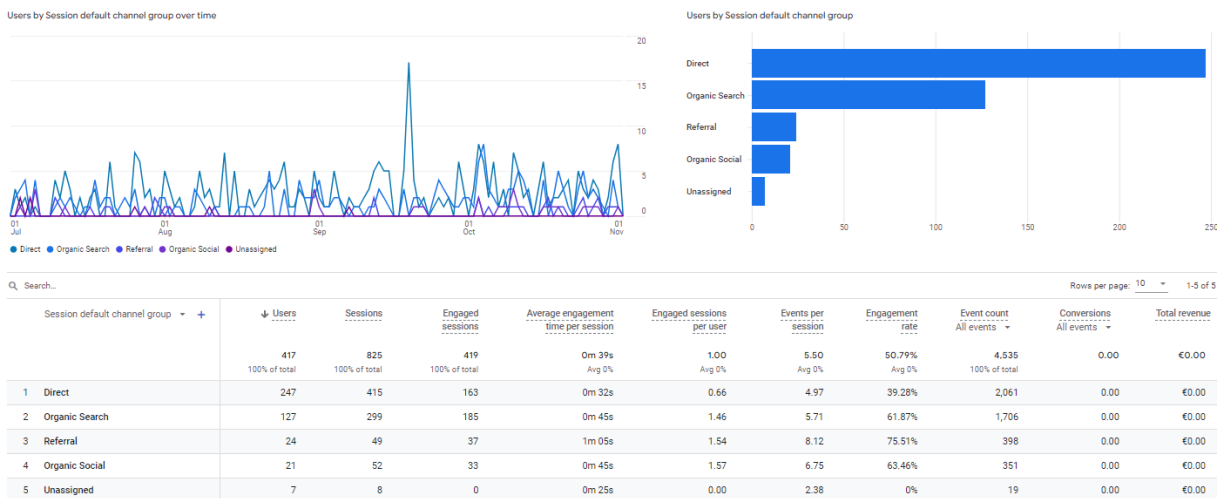 Users by Session default channel group over time
20
15
10
5
0
01
Jul
01
Aug
01
Sep
01
Oct
01
Nov
Direct Organic Search Referral Organic Social Unassigned
Users by Session default channel group
Direct
Organic Search
Referral
Organic Social
Unassigned
0 50 100 150 200 250
Search...
Rows per page: 10 1-5 of 5
Session default channel group + Users Sessions Engaged sessions Average engagement time per session Engaged sessions per user Events per session Engagement rate Event count All events Conversions All events Total revenue
417 825 419 0m 39s 1.00 5.50 50.79% 4,535 0.00 €0.00
100% of total 100% of total 100% of total Avg 0% Avg 0% Avg 0% Avg 0% 100% of total
1 Direct 247 415 163 0m 32s 0.66 4.97 39.28% 2,061 0.00 €0.00
2 Organic Search 127 299 185 0m 45s 1.46 5.71 61.87% 1,706 0.00 €0.00
3 Referral 24 49 37 1m 05s 1.54 8.12 75.51% 398 0.00 €0.00
4 Organic Social 21 52 33 0m 45s 1.57 6.75 63.46% 351 0.00 €0.00
5 Unassigned 7 8 0 0m 25s 0.00 2.38 0% 19 0.00 €0.00